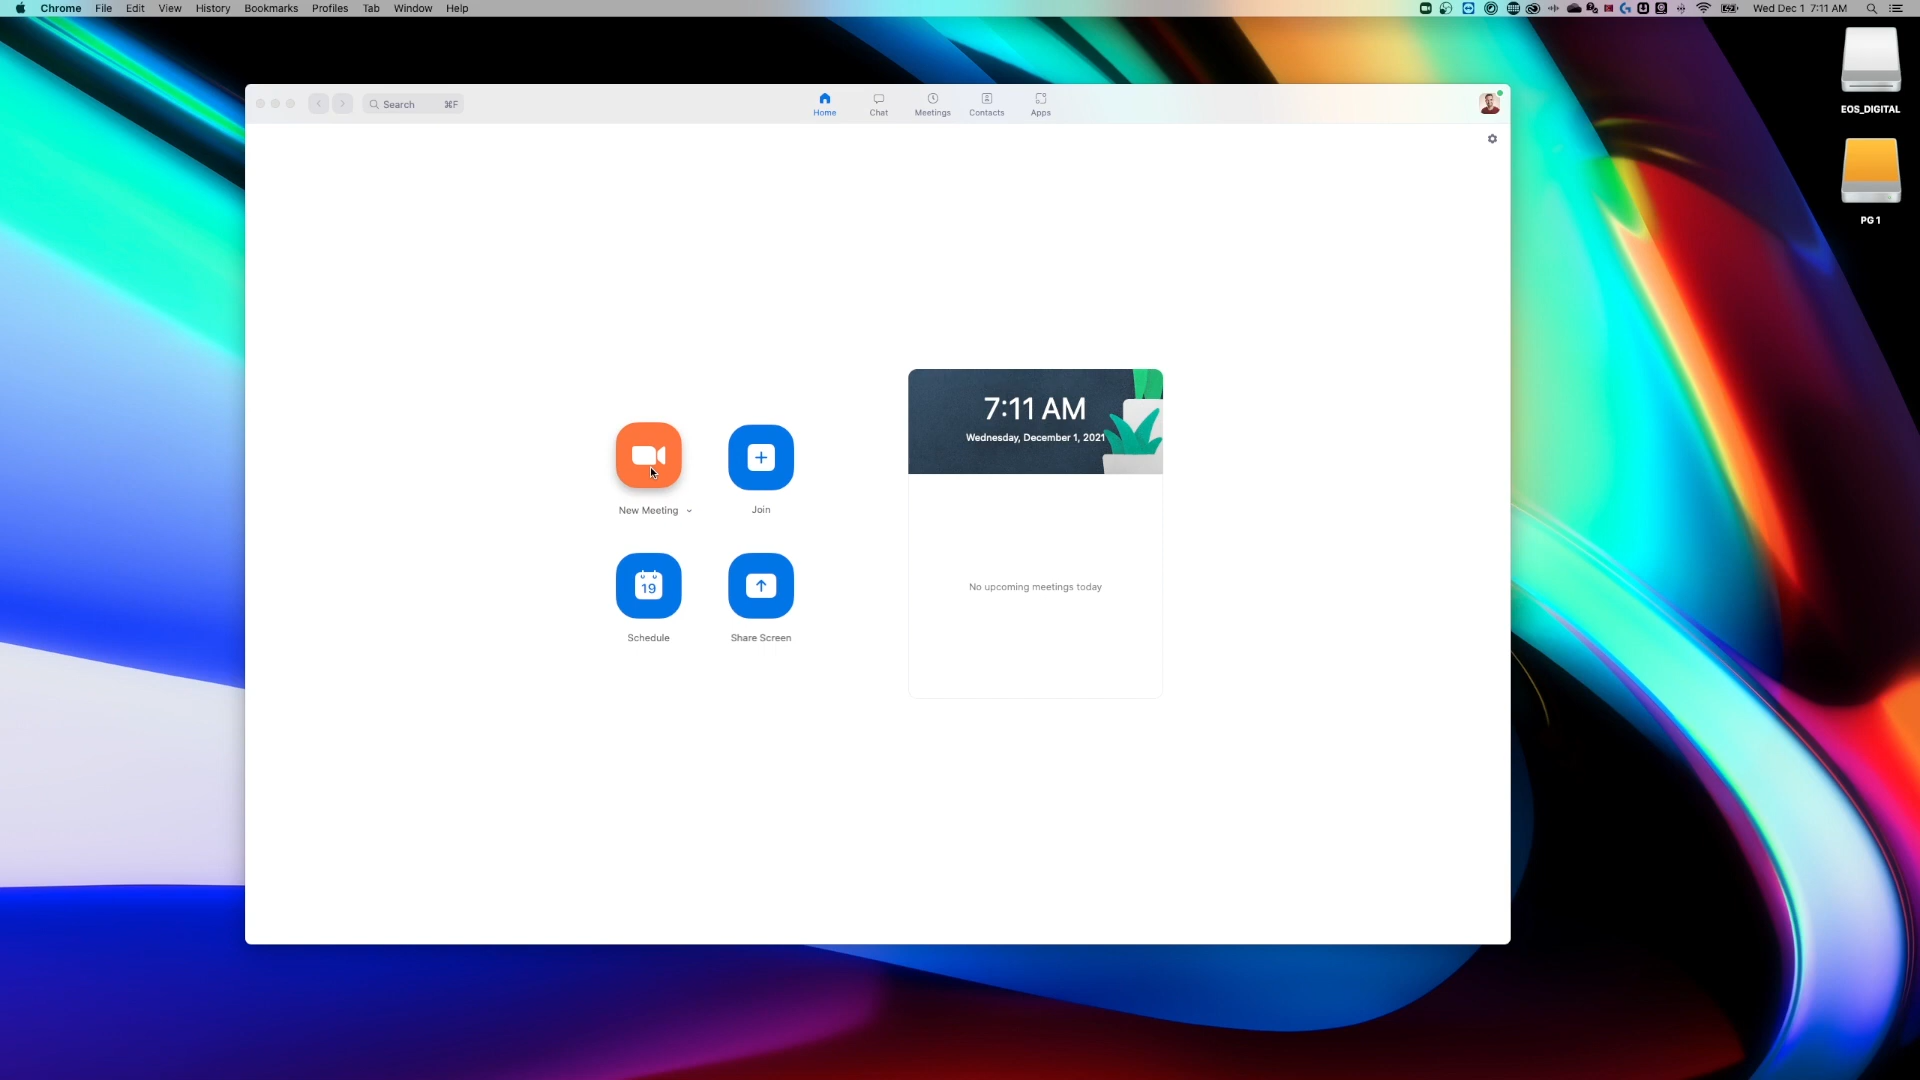 Chrome File Edit View History Bookmarks Profiles Tab Window Help Wed Dec 1 7:11 AM
EOS_DIGITAL
PG 1
Search ⌘F
Home Chat Meetings Contacts Apps
7:11 AM
Wednesday, December 1, 2021
New Meeting
Join
No upcoming meetings today
19
Schedule
Share Screen